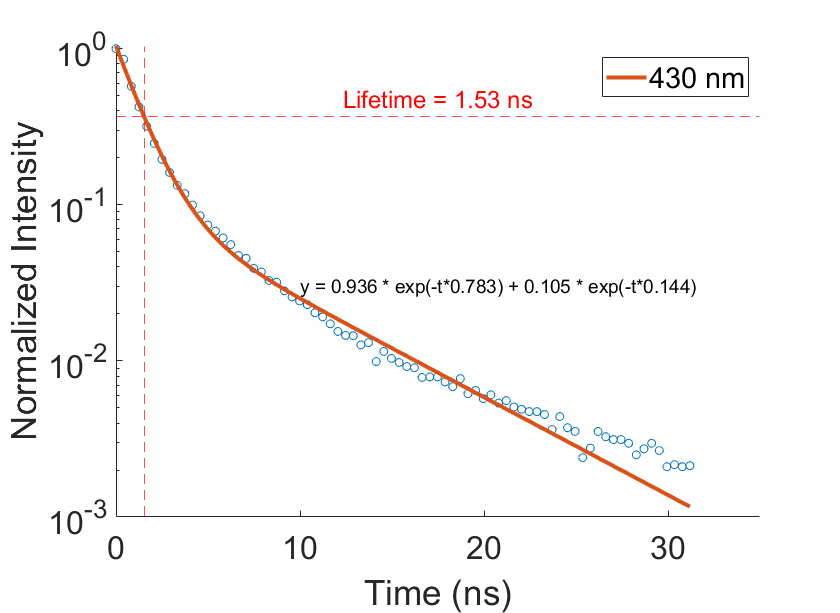 10^0
430 nm
Lifetime = 1.53 ns
10^-1
y = 0.936 * exp(-t*0.783) + 0.105 * exp(-t*0.144)
10^-2
10^-3
0 10 20 30
Time (ns)
Normalized Intensity